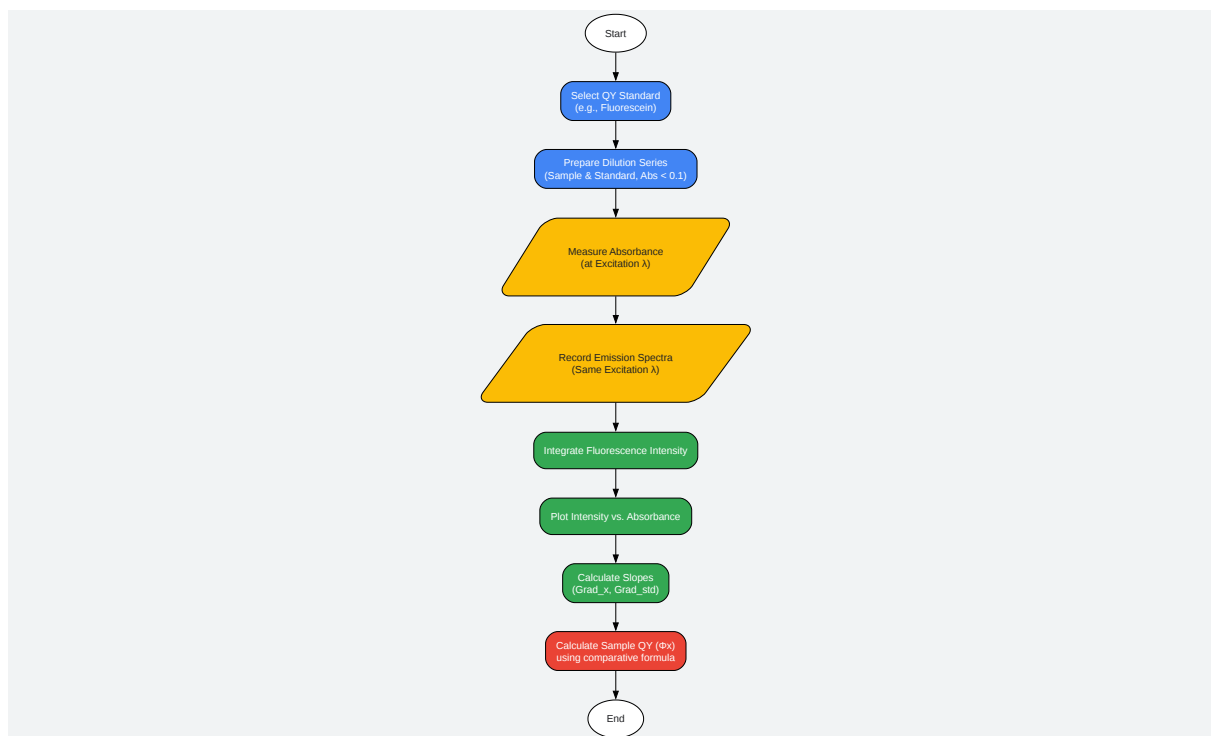 Start
Select QY Standard
(e.g., Fluorescein)
Prepare Dilution Series
(Sample & Standard, Abs < 0.1)
Measure Absorbance
(at Excitation λ)
Record Emission Spectra
(Same Excitation λ)
Integrate Fluorescence Intensity
Plot Intensity vs. Absorbance
Calculate Slopes
(Grad_x, Grad_std)
Calculate Sample QY (Φx)
using comparative formula
End